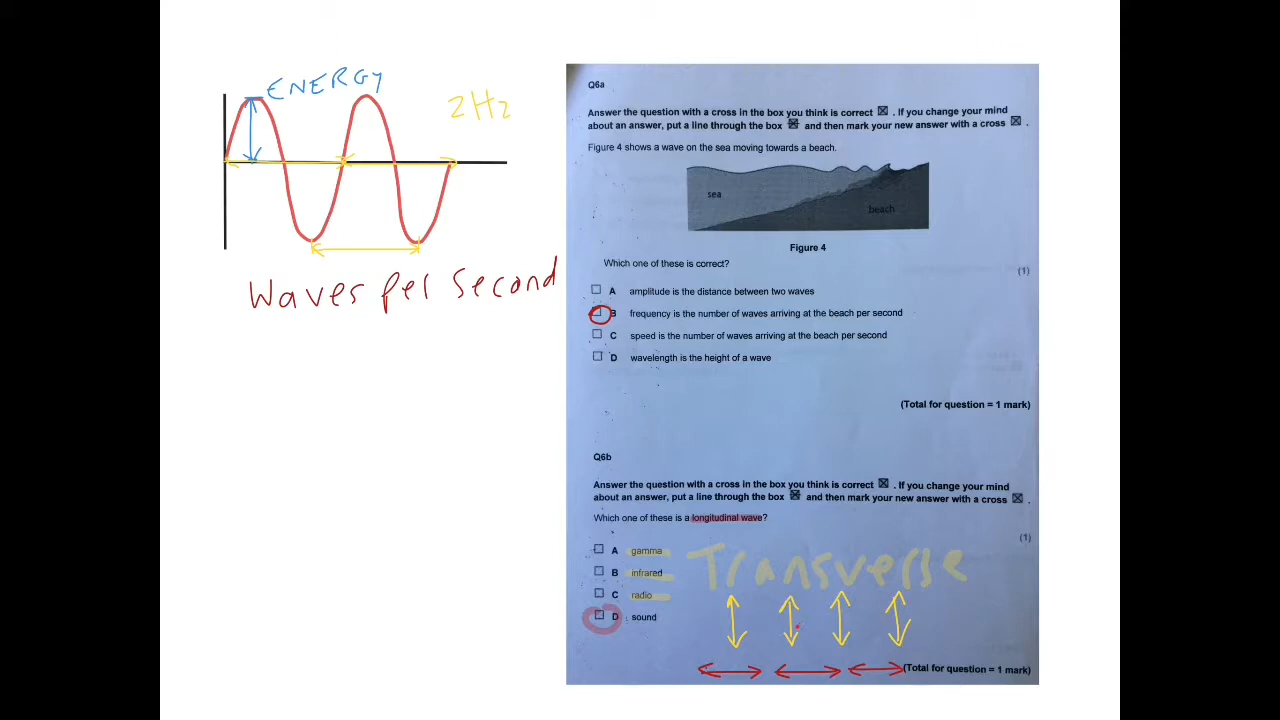 ENERGY
2Hz
Waves per second
Q6a
Answer the question with a cross in the box you think is correct ☒ . If you change your mind
about an answer, put a line through the box ☒ and then mark your new answer with a cross ☒ .
Figure 4 shows a wave on the sea moving towards a beach.
sea
beach
Figure 4
Which one of these is correct?
(1)
A amplitude is the distance between two waves
B frequency is the number of waves arriving at the beach per second
C speed is the number of waves arriving at the beach per second
D wavelength is the height of a wave
(Total for question = 1 mark)
Q6b
Answer the question with a cross in the box you think is correct ☒ . If you change your mind
about an answer, put a line through the box ☒ and then mark your new answer with a cross ☒ .
Which one of these is a longitudinal wave?
(1)
A gamma
B infrared
C radio
D sound
Transverse
(Total for question = 1 mark)